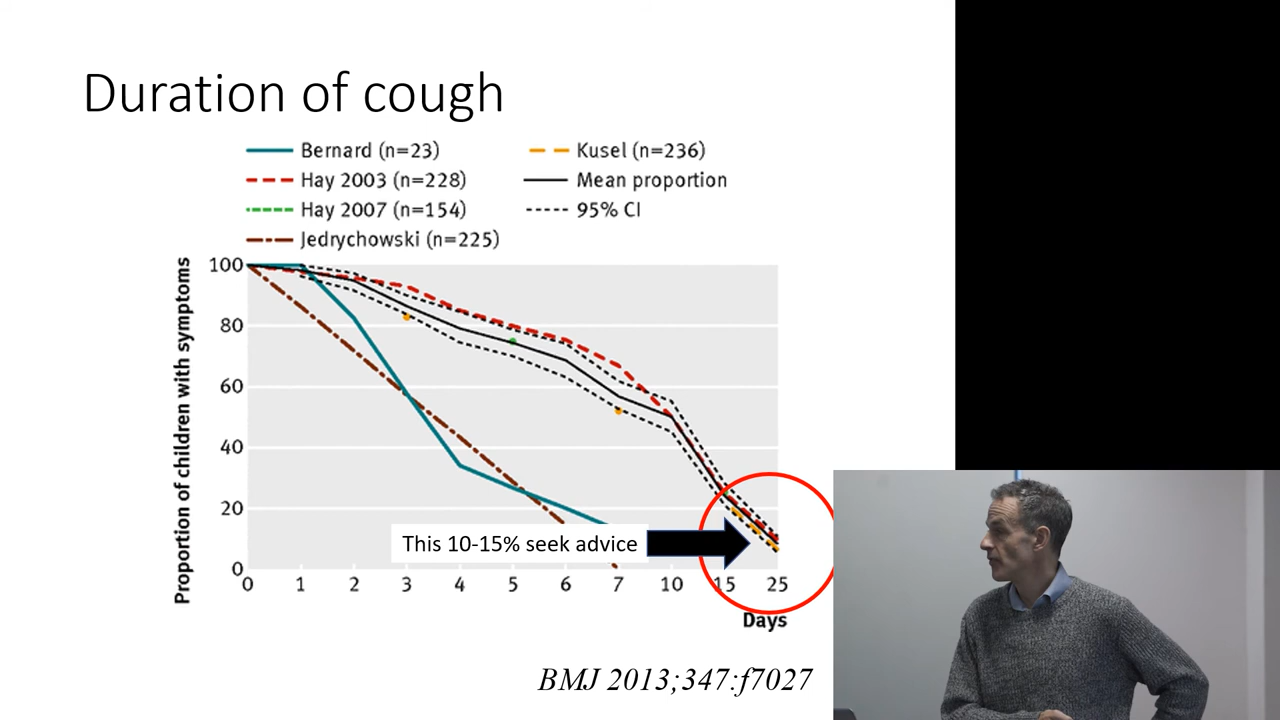 Duration of cough
Bernard (n=23)
Kusel (n=236)
Hay 2003 (n=228)
Mean proportion
Hay 2007 (n=154)
95% CI
Jedrychowski (n=225)
Proportion of children with symptoms
100
80
60
40
20
0
This 10-15% seek advice
0 1 2 3 4 5 6 7 10 15 25
Days
BMJ 2013;347:f7027